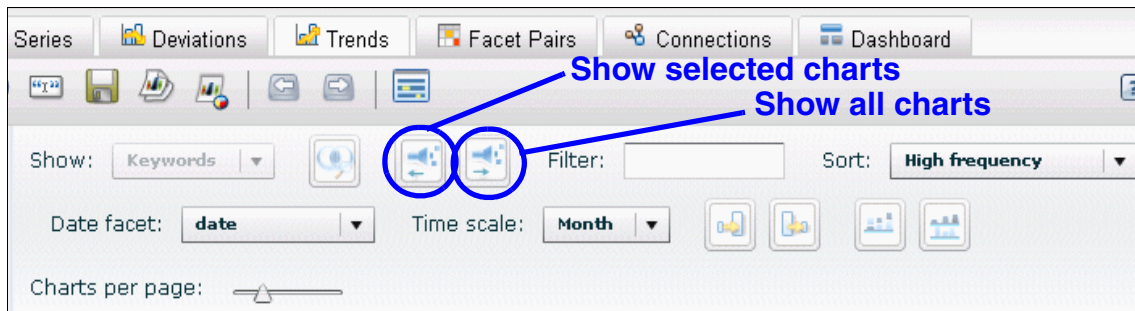 Series Deviations Trends Facet Pairs Connections Dashboard
Show selected charts
Show all charts
Show: Keywords Filter: Sort: High frequency
Date facet: date Time scale: Month
Charts per page: